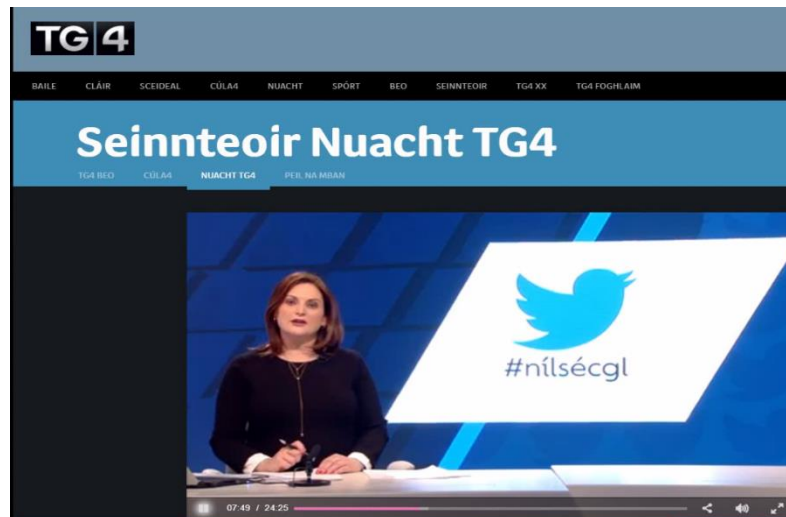 TG4
BAILE CLÁIR SCEIDEAL CÚLA4 NUACHT SPÓRT BEO SEINNTEOIR TG4 XX TG4 FOGHLAIM
Seinnteoir Nuacht TG4
TG4 BEO CÚLA4 NUACHT TG4 PEIL NA MBAN
#nílsécgl
07:49 / 24:25